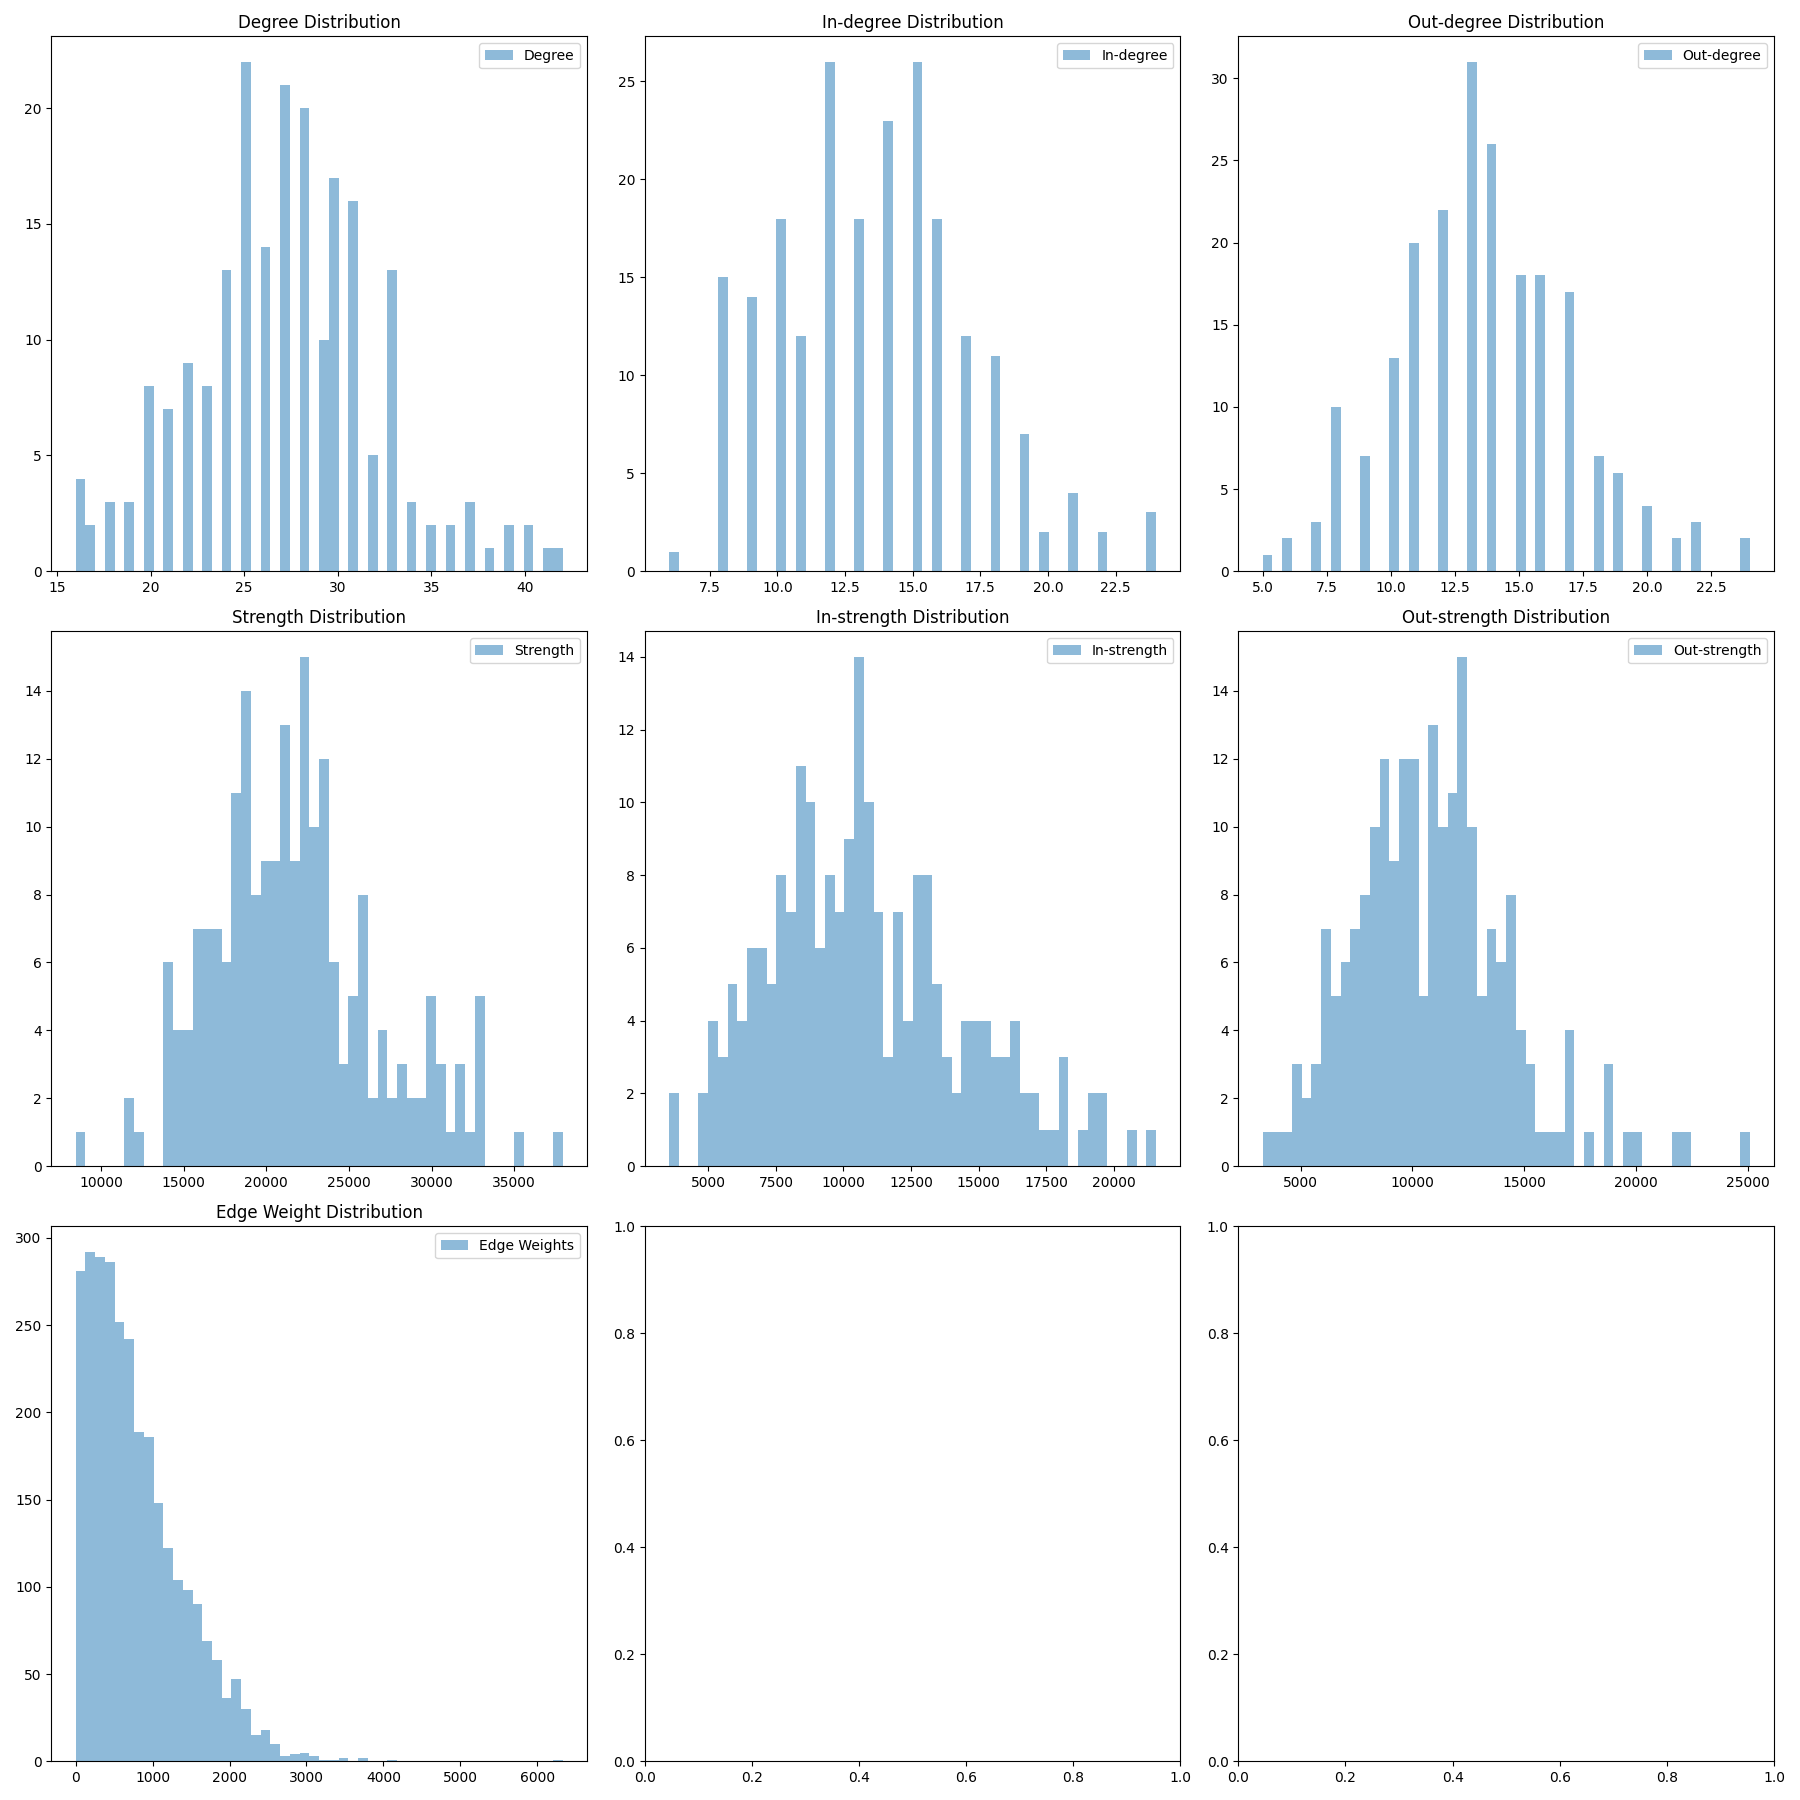 Degree Distribution
Degree
20
15
10
5
0
15 20 25 30 35 40
In-degree Distribution
In-degree
25
20
15
10
5
0
7.5 10.0 12.5 15.0 17.5 20.0 22.5
Out-degree Distribution
Out-degree
30
25
20
15
10
5
0
5.0 7.5 10.0 12.5 15.0 17.5 20.0 22.5
Strength Distribution
Strength
14
12
10
8
6
4
2
0
10000 15000 20000 25000 30000 35000
In-strength Distribution
In-strength
14
12
10
8
6
4
2
0
5000 7500 10000 12500 15000 17500 20000
Out-strength Distribution
Out-strength
14
12
10
8
6
4
2
0
5000 10000 15000 20000 25000
Edge Weight Distribution
Edge Weights
300
250
200
150
100
50
0
0 1000 2000 3000 4000 5000 6000
1.0
0.8
0.6
0.4
0.2
0.0
0.0 0.2 0.4 0.6 0.8 1.0
1.0
0.8
0.6
0.4
0.2
0.0
0.0 0.2 0.4 0.6 0.8 1.0